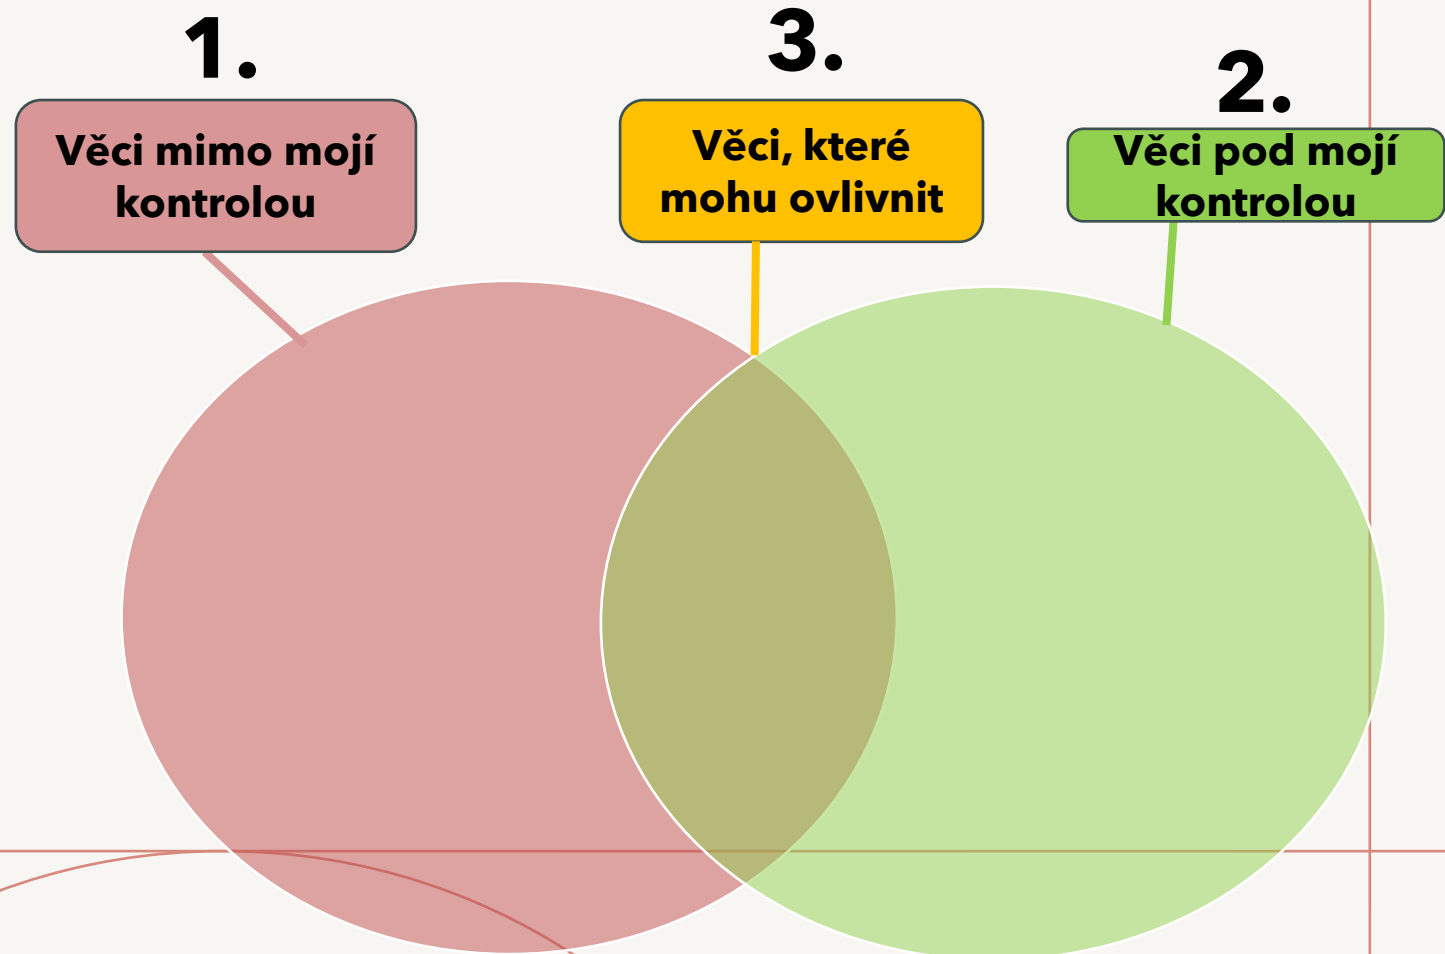 1.
Věci mimo mojí
kontrolou
3.
Věci, které
mohu ovlivnit
2.
Věci pod mojí
kontrolou